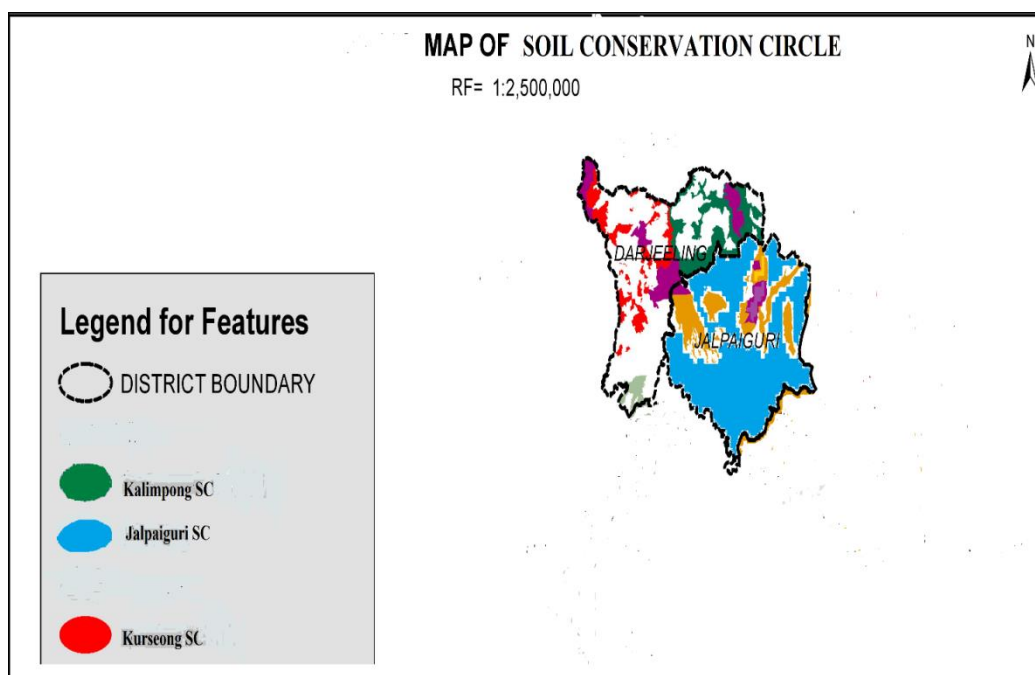 MAP OF SOIL CONSERVATION CIRCLE
RF= 1:2,500,000
N
DARJEELING
JALPAIGURI
Legend for Features
DISTRICT BOUNDARY
Kalimpong SC
Jalpaiguri SC
Kurseong SC